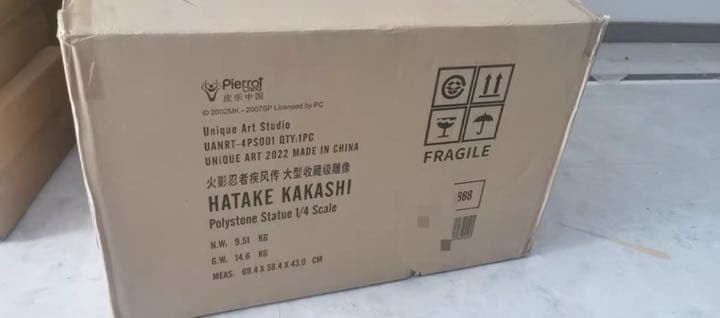 Pierrot
皮乐中国
© 2002MK - 2007SP Licensed by PC
Unique Art Studio
UANRT-4PS001 QTY:1PC
UNiQUE ART 2022 MADE IN CHINA
火影忍者疾风传 大型收藏级雕像
HATAKE KAKASHI
Polystone Statue 1/4 Scale
N.W. 9.51 KG
G.W. 14.6 KG
MEAS: 69.4 X 58.4 X 43.0 CM
FRAGILE
888